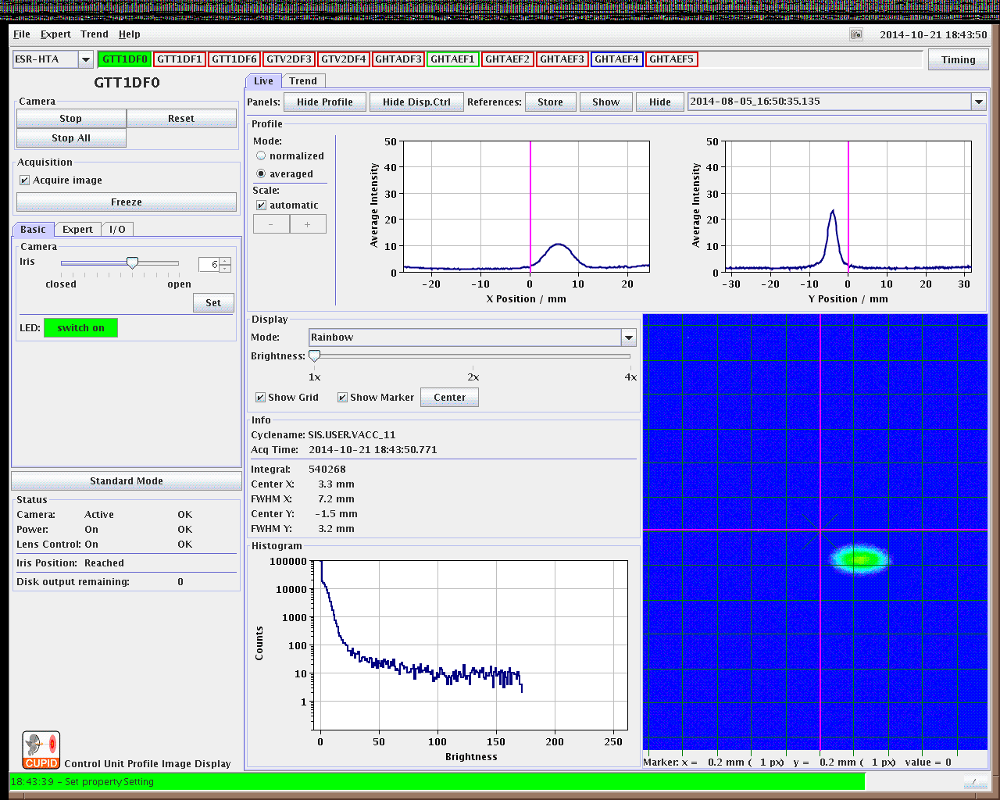 File Expert Trend Help 2014-10-21 18:43:50
ESR-HTA GTT1DF0 GTT1DF1 GTT1DF6 GTV2DF3 GTV2DF4 GHTADF3 GHTAEF1 GHTAEF2 GHTAEF3 GHTAEF4 GHTAEF5 Timing
GTT1DF0
Camera
Stop Reset
Stop All
Acquisition
Acquire image
Freeze
Basic Expert I/O
Camera
Iris 6
closed open
Set
LED: switch on
Standard Mode
Status
Camera: Active OK
Power: On OK
Lens Control: On OK
Iris Position: Reached
Disk output remaining: 0
CUPID Control Unit Profile Image Display
Live Trend
Panels: Hide Profile Hide Disp.Ctrl References: Store Show Hide 2014-08-05_16:50:35.135
Profile
Mode:
normalized
averaged
Scale:
automatic
- +
Average Intensity
50
40
30
20
10
0
-20 -10 0 10 20
X Position / mm
Average Intensity
50
40
30
20
10
0
-30 -20 -10 0 10 20 30
Y Position / mm
Display
Mode: Rainbow
Brightness:
1x 2x 4x
Show Grid Show Marker Center
Info
Cyclename: SIS.USER.VACC_11
Acq Time: 2014-10-21 18:43:50.771
Integral: 540268
Center X: 3.3 mm
FWHM X: 7.2 mm
Center Y: -1.5 mm
FWHM Y: 3.2 mm
Histogram
Counts
100000
10000
1000
100
10
1
0 50 100 150 200 250
Brightness
Marker: x = 0.2 mm ( 1 px) y = 0.2 mm ( 1 px) value = 0
18:43:39 - Set property Setting